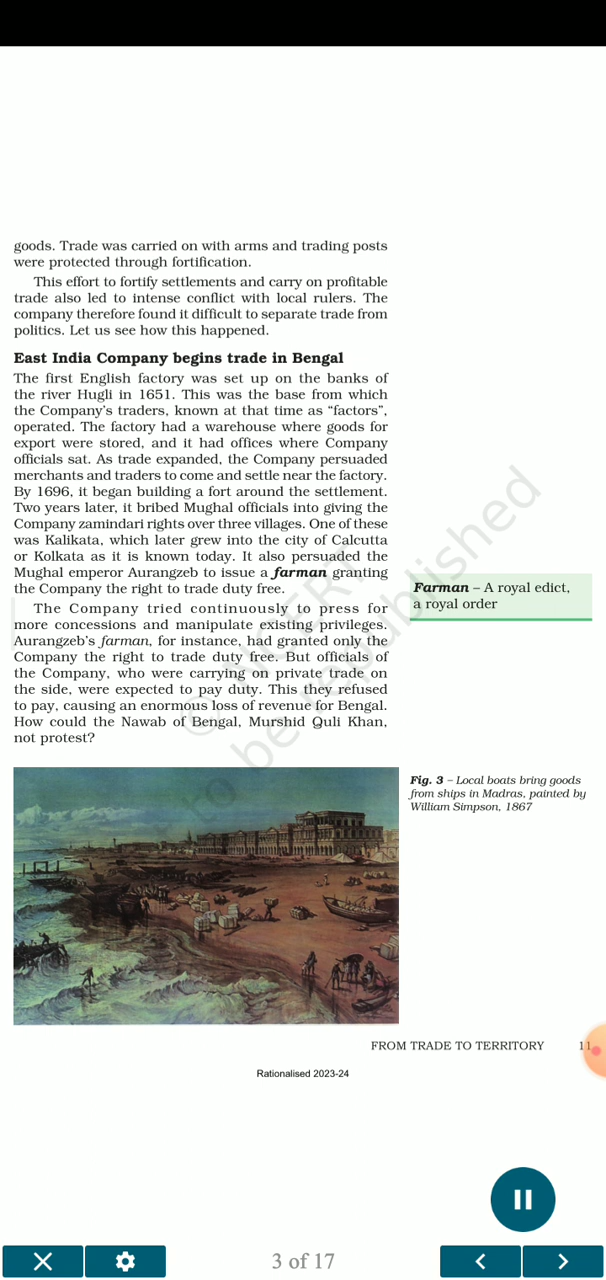 goods. Trade was carried on with arms and trading posts
were protected through fortification.
This effort to fortify settlements and carry on profitable
trade also led to intense conflict with local rulers. The
company therefore found it difficult to separate trade from
politics. Let us see how this happened.
East India Company begins trade in Bengal
The first English factory was set up on the banks of
the river Hugli in 1651. This was the base from which
the Company's traders, known at that time as “factors”,
operated. The factory had a warehouse where goods for
export were stored, and it had offices where Company
officials sat. As trade expanded, the Company persuaded
merchants and traders to come and settle near the factory.
By 1696, it began building a fort around the settlement.
Two years later, it bribed Mughal officials into giving the
Company zamindari rights over three villages. One of these
was Kalikata, which later grew into the city of Calcutta
or Kolkata as it is known today. It also persuaded the
Mughal emperor Aurangzeb to issue a farman granting
the Company the right to trade duty free.
The Company tried continuously to press for
more concessions and manipulate existing privileges.
Aurangzeb's farman, for instance, had granted only the
Company the right to trade duty free. But officials of
the Company, who were carrying on private trade on
the side, were expected to pay duty. This they refused
to pay, causing an enormous loss of revenue for Bengal.
How could the Nawab of Bengal, Murshid Quli Khan,
not protest?
Farman – A royal edict,
a royal order
Fig. 3 – Local boats bring goods
from ships in Madras, painted by
William Simpson, 1867
© NCERT
to be republished
FROM TRADE TO TERRITORY 11
Rationalised 2023-24
3 of 17